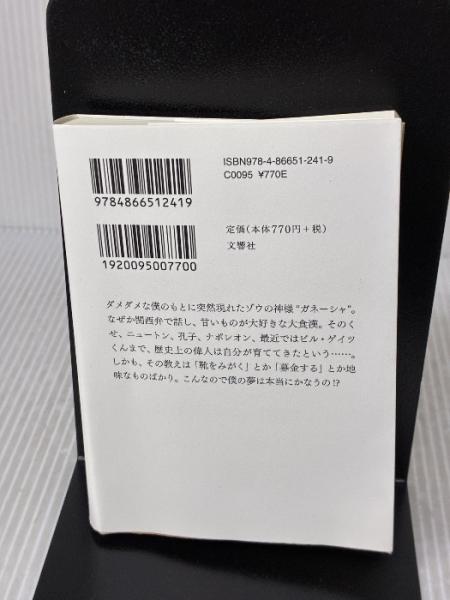 ISBN978-4-86651-241-9
C0095 ¥770E
9784866512419
定価(本体770円+税)
文響社
1920095007700
ダメダメな僕のもとに突然現れたゾウの神様“ガネーシャ”。
なぜか関西弁で話し、甘いものが大好きな大食漢。そのく
せ、ニュートン、孔子、ナポレオン、最近ではビル・ゲイツ
くんまで、歴史上の偉人は自分が育ててきたという……。
しかも、その教えは「靴をみがく」とか「募金する」とか地
味なものばかり。こんなので僕の夢は本当にかなうの!?